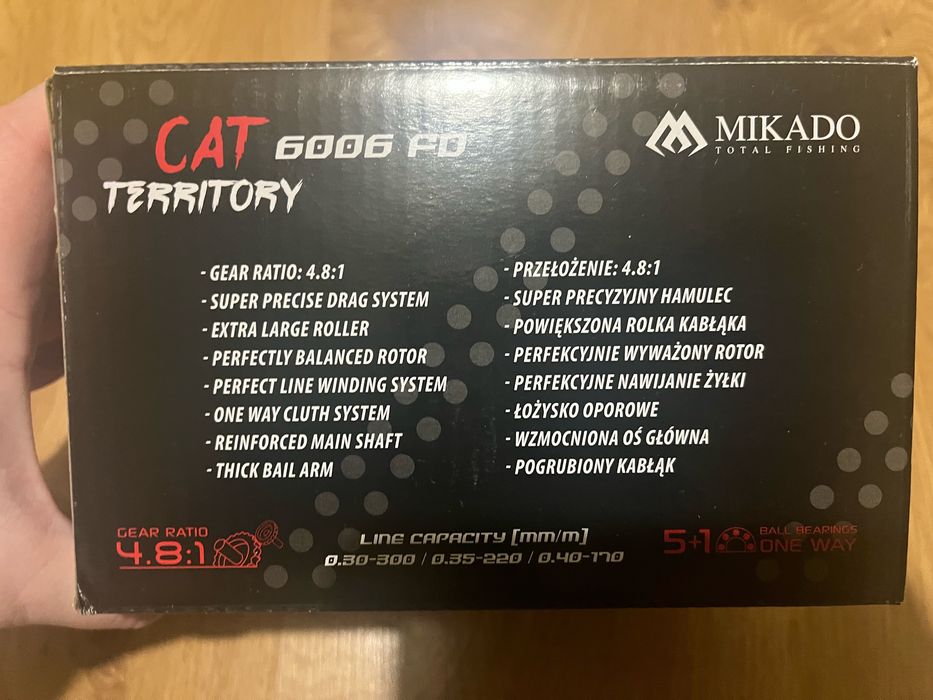 CAT 6006 FD
TERRITORY
MIKADO
TOTAL FISHING
- GEAR RATIO: 4.8:1
- SUPER PRECISE DRAG SYSTEM
- EXTRA LARGE ROLLER
- PERFECTLY BALANCED ROTOR
- PERFECT LINE WINDING SYSTEM
- ONE WAY CLUTH SYSTEM
- REINFORCED MAIN SHAFT
- THICK BAIL ARM
- PRZEŁOŻENIE: 4.8:1
- SUPER PRECYZYJNY HAMULEC
- POWIĘKSZONA ROLKA KABŁĄKA
- PERFEKCYJNIE WYWAŻONY ROTOR
- PERFEKCYJNE NAWIJANIE ŻYŁKI
- ŁOŻYSKO OPOROWE
- WZMOCNIONA OŚ GŁÓWNA
- POGRUBIONY KABŁĄK
GEAR RATIO
4.8:1
LINE CAPACITY [mm/m]
0.30-300 / 0.35-220 / 0.40-170
5+1 BALL BEARINGS
ONE WAY